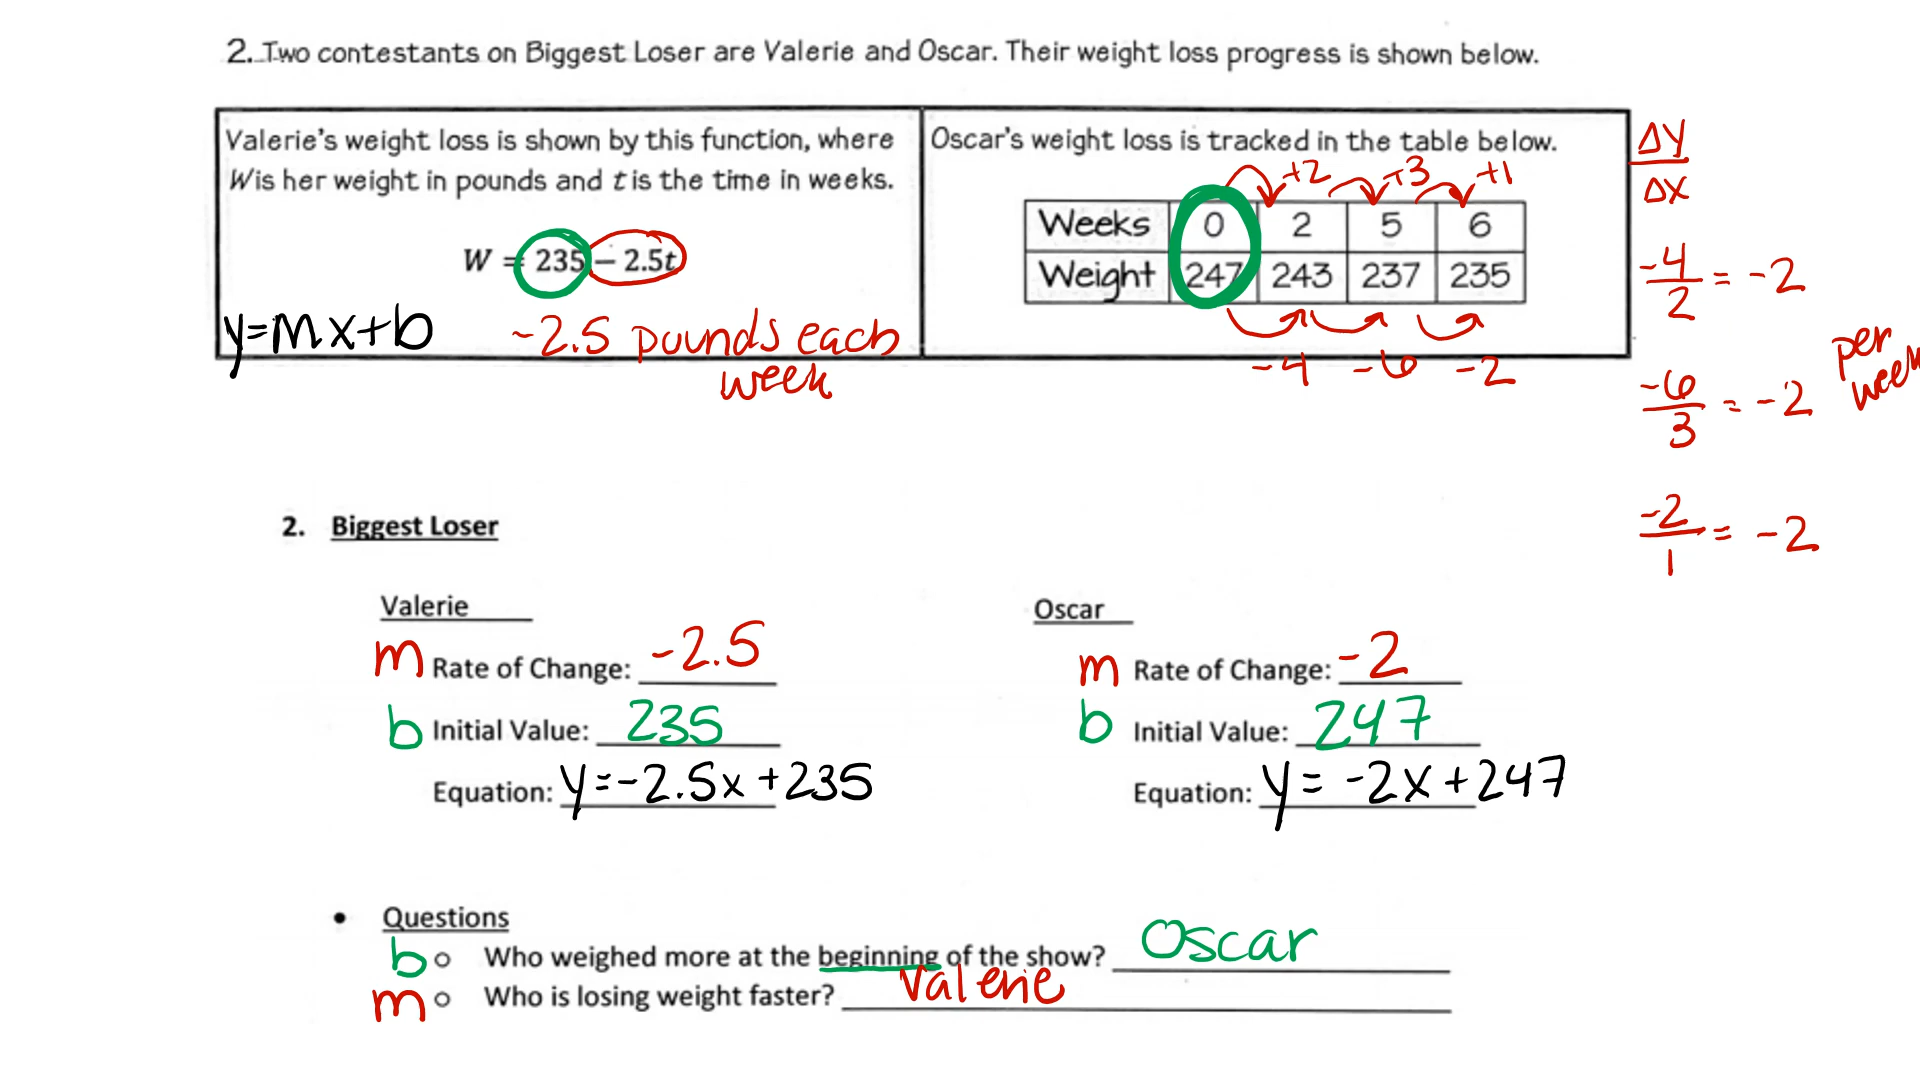 2. Two contestants on Biggest Loser are Valerie and Oscar. Their weight loss progress is shown below.
Valerie's weight loss is shown by this function, where
W is her weight in pounds and t is the time in weeks.
W = 235 – 2.5t
y=mx+b
-2.5 pounds each
week
Oscar's weight loss is tracked in the table below.
+2 +3 +1
Weeks 0 2 5 6
Weight 247 243 237 235
-4 -6 -2
Δy
Δx
-4/2 = -2
-6/3 = -2
per
week
-2/1 = -2
2. Biggest Loser
Valerie
m Rate of Change: -2.5
b Initial Value: 235
Equation: y=-2.5x+235
Oscar
m Rate of Change: -2
b Initial Value: 247
Equation: y= -2x+247
• Questions
b o Who weighed more at the beginning of the show? Oscar
m o Who is losing weight faster? Valerie